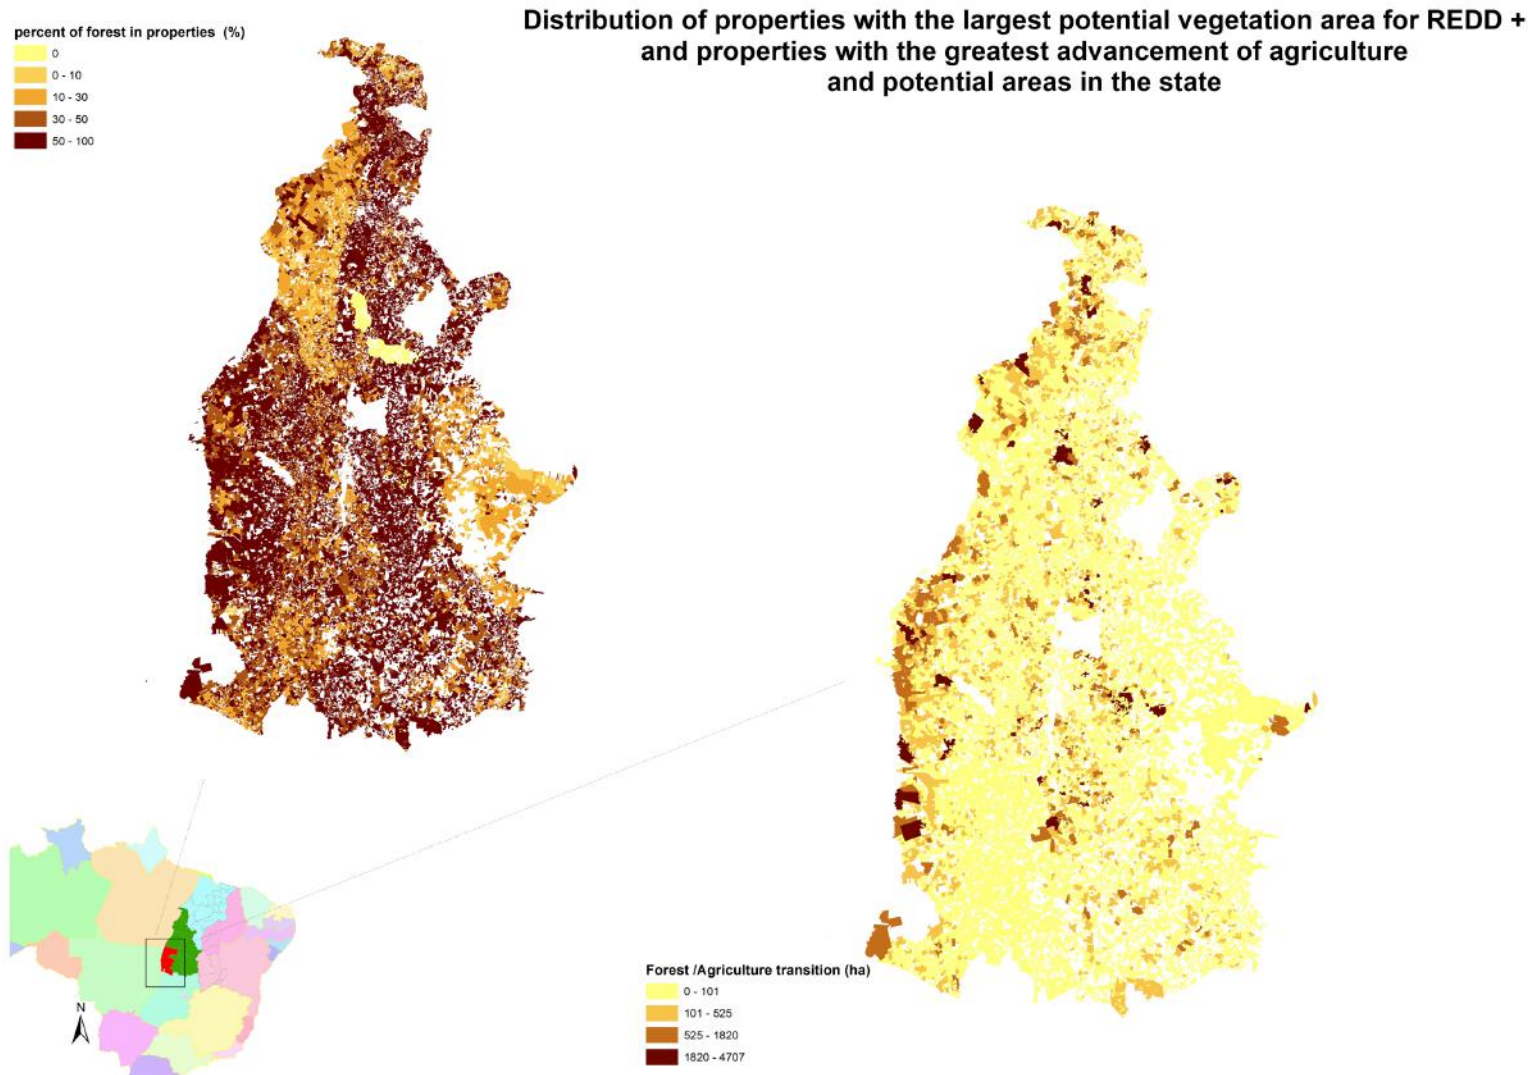 Distribution of properties with the largest potential vegetation area for REDD +
and properties with the greatest advancement of agriculture
and potential areas in the state
percent of forest in properties (%)
0
0 - 10
10 - 30
30 - 50
50 - 100
N
Forest /Agriculture transition (ha)
0 - 101
101 - 525
525 - 1820
1820 - 4707